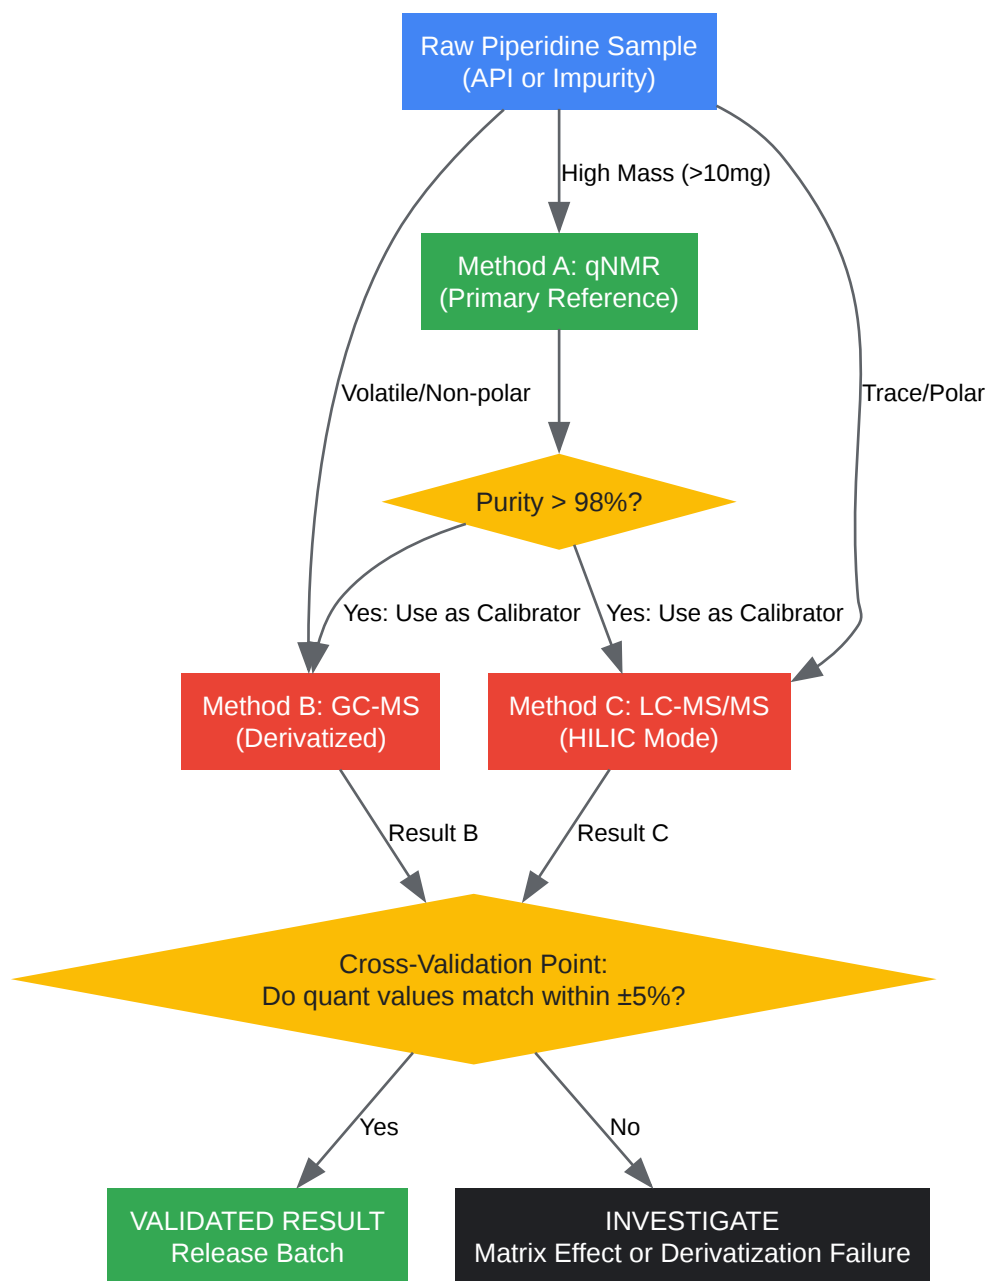 Raw Piperidine Sample
(API or Impurity)
High Mass (>10mg)
Method A: qNMR
(Primary Reference)
Volatile/Non-polar
Trace/Polar
Purity > 98%?
Yes: Use as Calibrator
Yes: Use as Calibrator
Method B: GC-MS
(Derivatized)
Method C: LC-MS/MS
(HILIC Mode)
Result B
Result C
Cross-Validation Point:
Do quant values match within ±5%?
Yes
No
VALIDATED RESULT
Release Batch
INVESTIGATE
Matrix Effect or Derivatization Failure